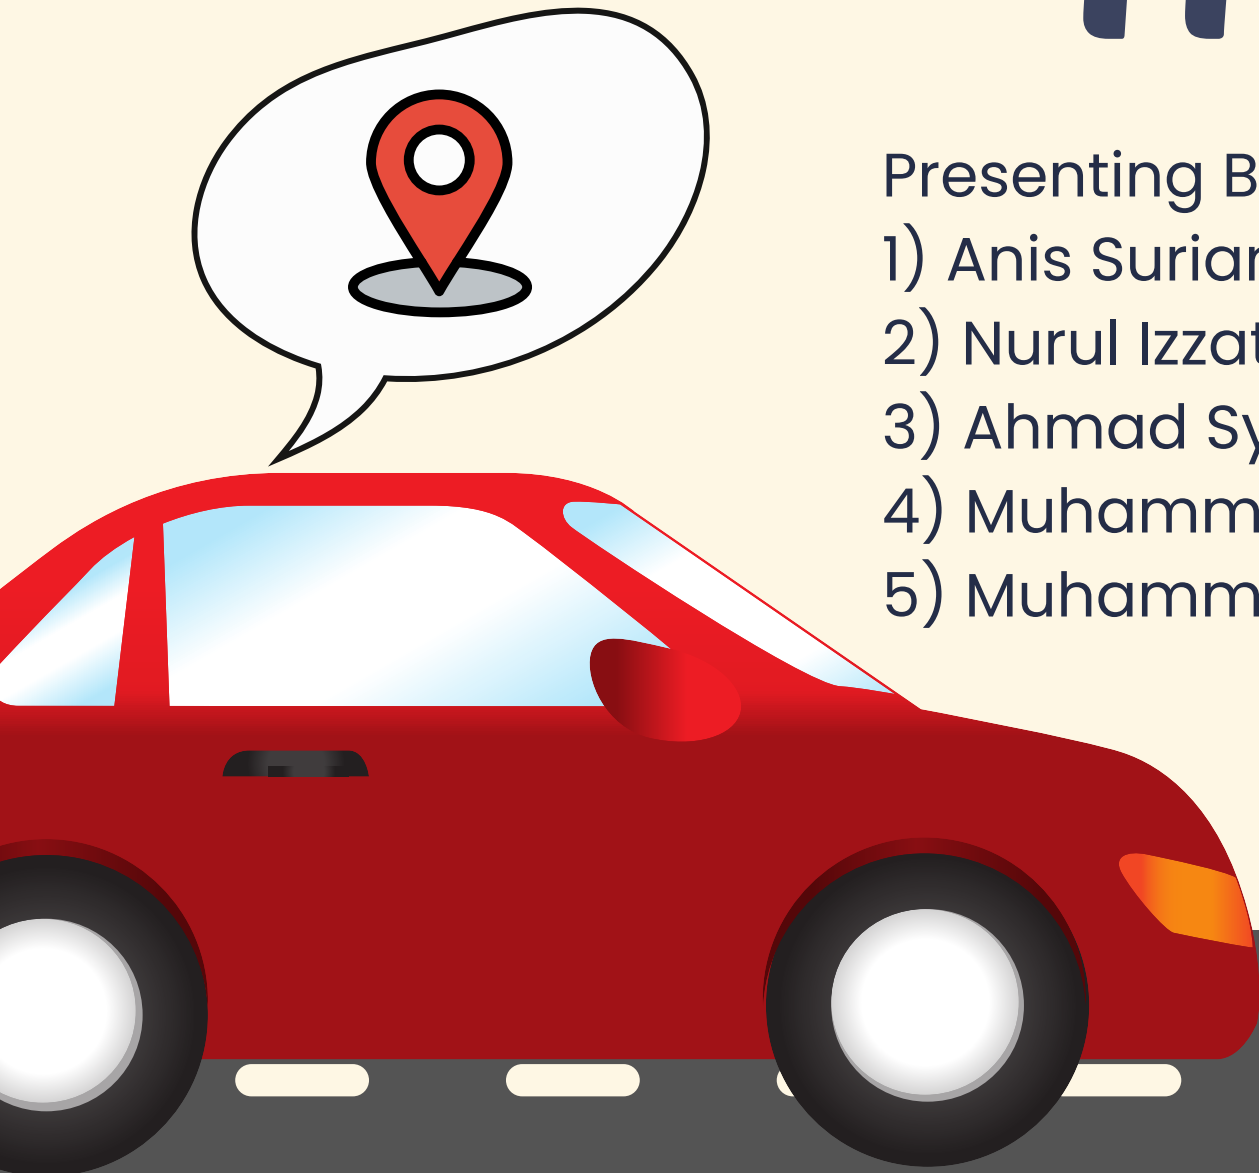 Presenting B
1) Anis Surian
2) Nurul Izzat
3) Ahmad Sy
4) Muhamm
5) Muhamm